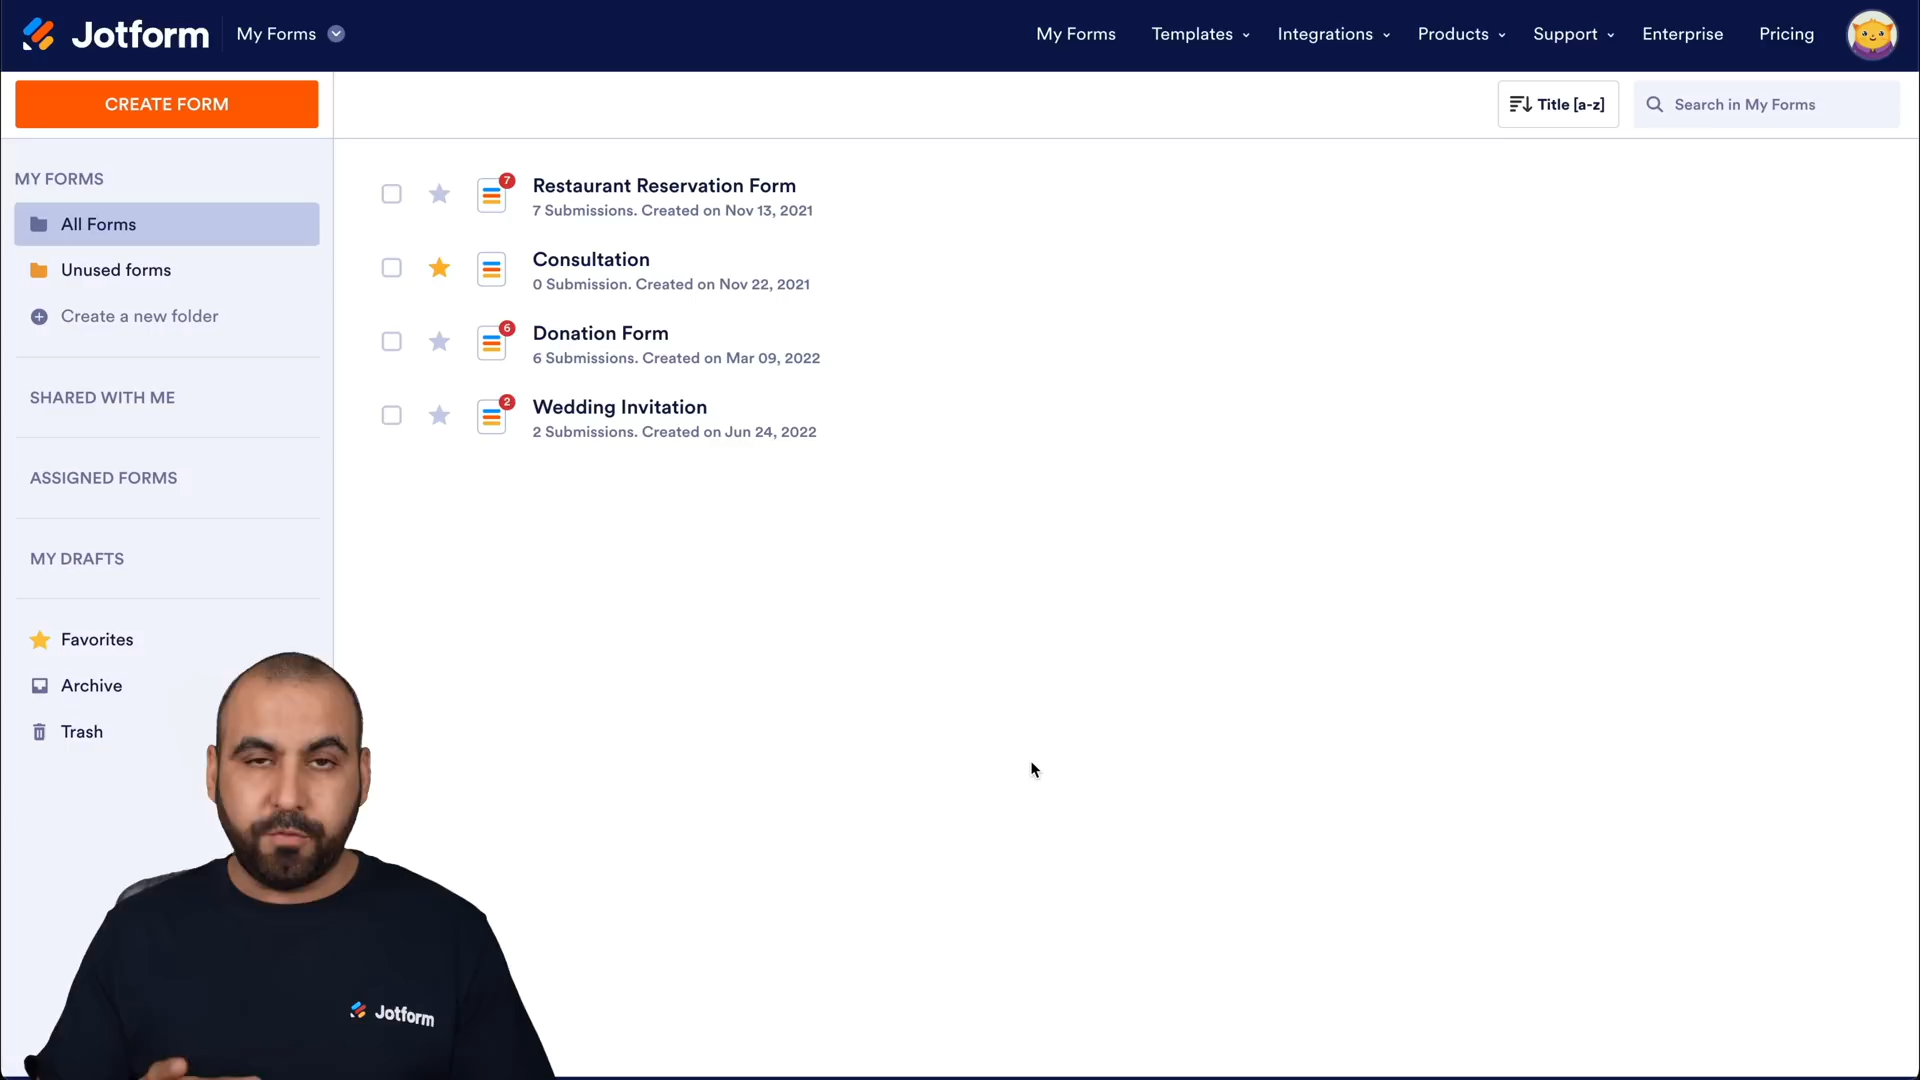 Jotform
My Forms
My Forms
Templates
Integrations
Products
Support
Enterprise
Pricing
CREATE FORM
Title [a-z]
Search in My Forms
MY FORMS
All Forms
Unused forms
Create a new folder
SHARED WITH ME
ASSIGNED FORMS
MY DRAFTS
Favorites
Archive
Trash
7
Restaurant Reservation Form
7 Submissions. Created on Nov 13, 2021
Consultation
0 Submission. Created on Nov 22, 2021
6
Donation Form
6 Submissions. Created on Mar 09, 2022
2
Wedding Invitation
2 Submissions. Created on Jun 24, 2022
Jotform